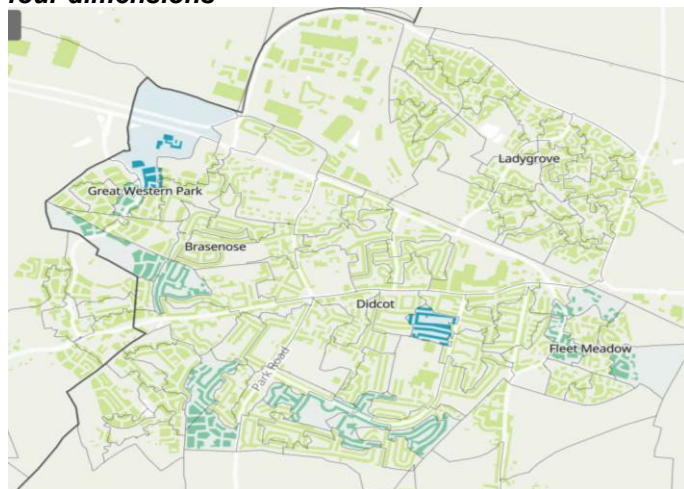 four dimensions
Ladygrove
Great Western Park
Brasenose
Didcot
Fleet Meadow
Park Road